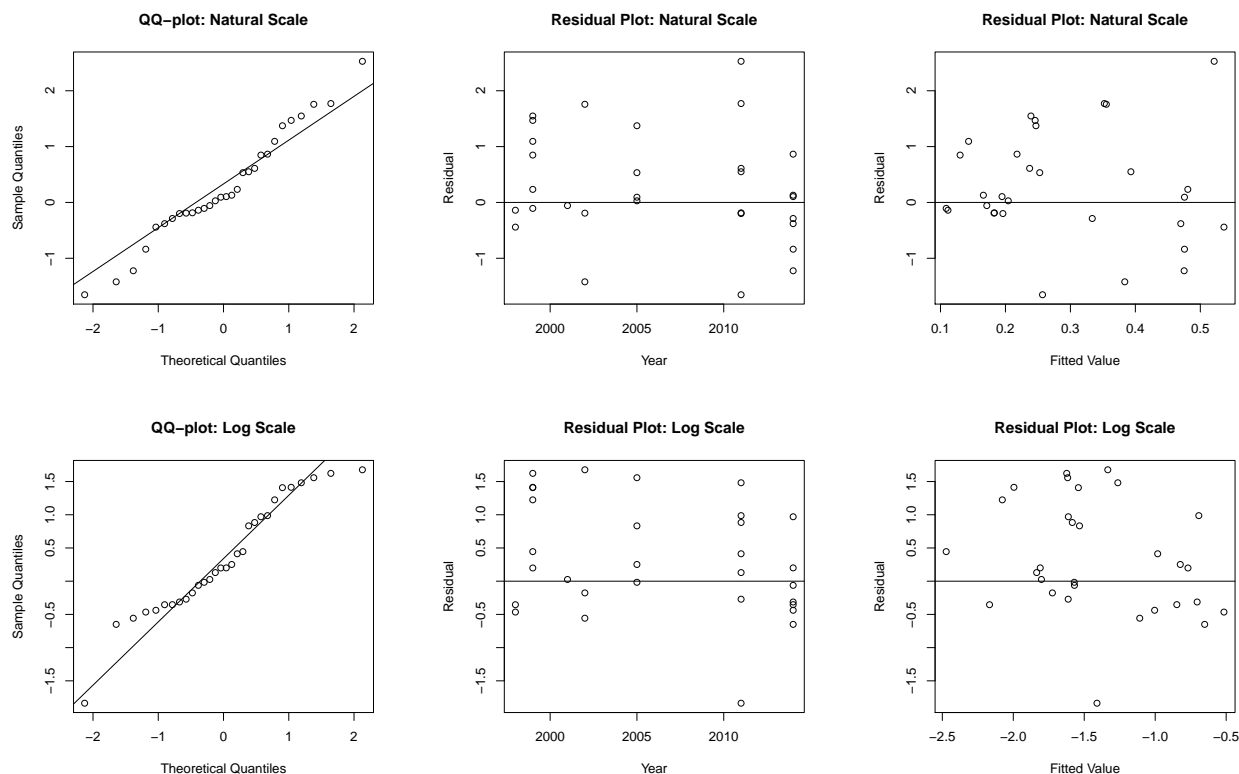 QQ−plot: Natural Scale
Sample Quantiles
2
1
0
−1
−2 −1 0 1 2
Theoretical Quantiles
Residual Plot: Natural Scale
Residual
2
1
0
−1
2000 2005 2010
Year
Residual Plot: Natural Scale
Residual
2
1
0
−1
0.1 0.2 0.3 0.4 0.5
Fitted Value
QQ−plot: Log Scale
Sample Quantiles
1.5
1.0
0.5
−0.5
−1.5
−2 −1 0 1 2
Theoretical Quantiles
Residual Plot: Log Scale
Residual
1.5
1.0
0.5
−0.5
−1.5
2000 2005 2010
Year
Residual Plot: Log Scale
Residual
1.5
1.0
0.5
−0.5
−1.5
−2.5 −2.0 −1.5 −1.0 −0.5
Fitted Value